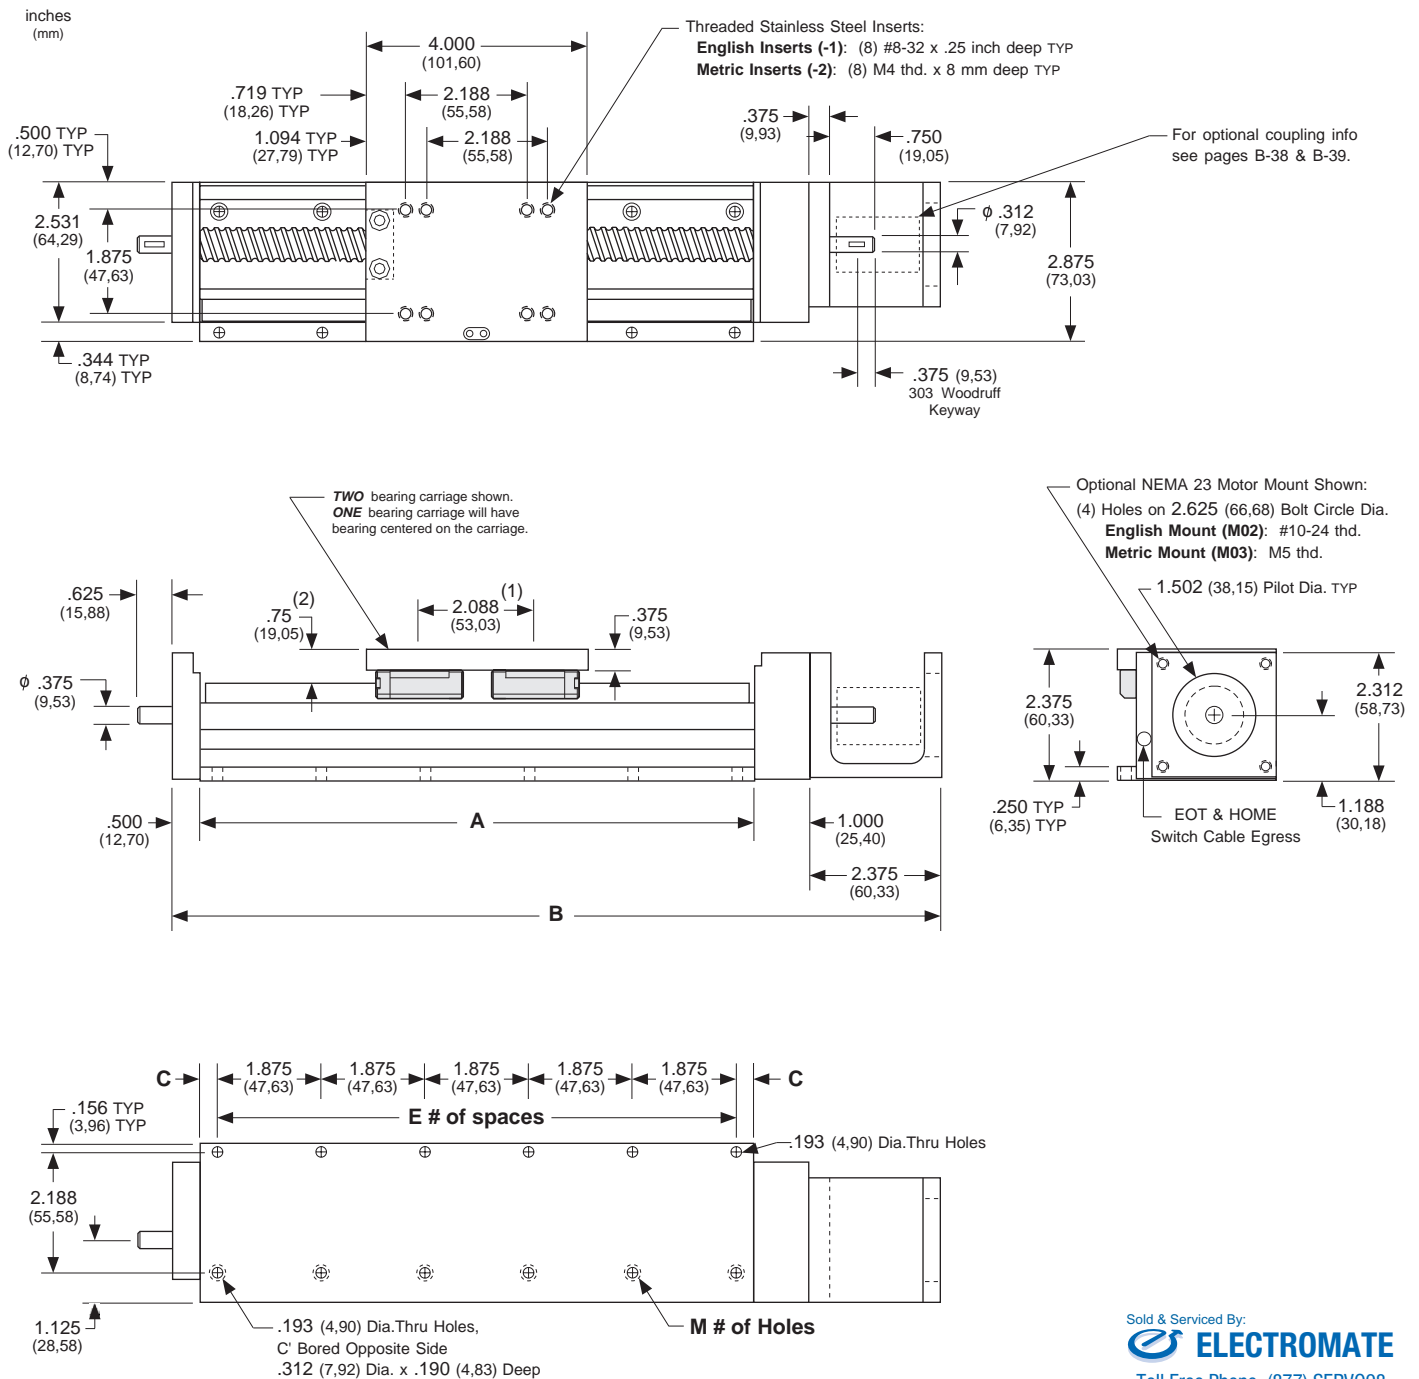 inches
(mm)
Threaded Stainless Steel Inserts:
English Inserts (-1): (8) #8-32 x .25 inch deep TYP
Metric Inserts (-2): (8) M4 thd. x 8 mm deep TYP
4.000
(101,60)
.719 TYP
(18,26) TYP
2.188
(55,58)
.500 TYP
(12,70) TYP
1.094 TYP
(27,79) TYP
2.188
(55,58)
.375
(9,93)
.750
(19,05)
For optional coupling info
see pages B-38 & B-39.
2.531
(64,29)
1.875
(47,63)
ϕ .312
(7,92)
2.875
(73,03)
.344 TYP
(8,74) TYP
.375 (9,53)
303 Woodruff
Keyway
TWO bearing carriage shown.
ONE bearing carriage will have
bearing centered on the carriage.
Optional NEMA 23 Motor Mount Shown:
(4) Holes on 2.625 (66,68) Bolt Circle Dia.
English Mount (M02): #10-24 thd.
Metric Mount (M03): M5 thd.
1.502 (38,15) Pilot Dia. TYP
.625
(15,88)
(2)
.75
(19,05)
(1)
2.088
(53,03)
.375
(9,53)
ϕ .375
(9,53)
2.375
(60,33)
2.312
(58,73)
.250 TYP
(6,35) TYP
EOT & HOME
Switch Cable Egress
1.188
(30,18)
.500
(12,70)
A
1.000
(25,40)
2.375
(60,33)
B
C
1.875
(47,63)
1.875
(47,63)
1.875
(47,63)
1.875
(47,63)
1.875
(47,63)
C
E # of spaces
.156 TYP
(3,96) TYP
.193 (4,90) Dia.Thru Holes
2.188
(55,58)
1.125
(28,58)
.193 (4,90) Dia.Thru Holes,
C' Bored Opposite Side
.312 (7,92) Dia. x .190 (4,83) Deep
M # of Holes
Sold & Serviced By:
ELECTROMATE
Toll Free Phone (877) SERVO98